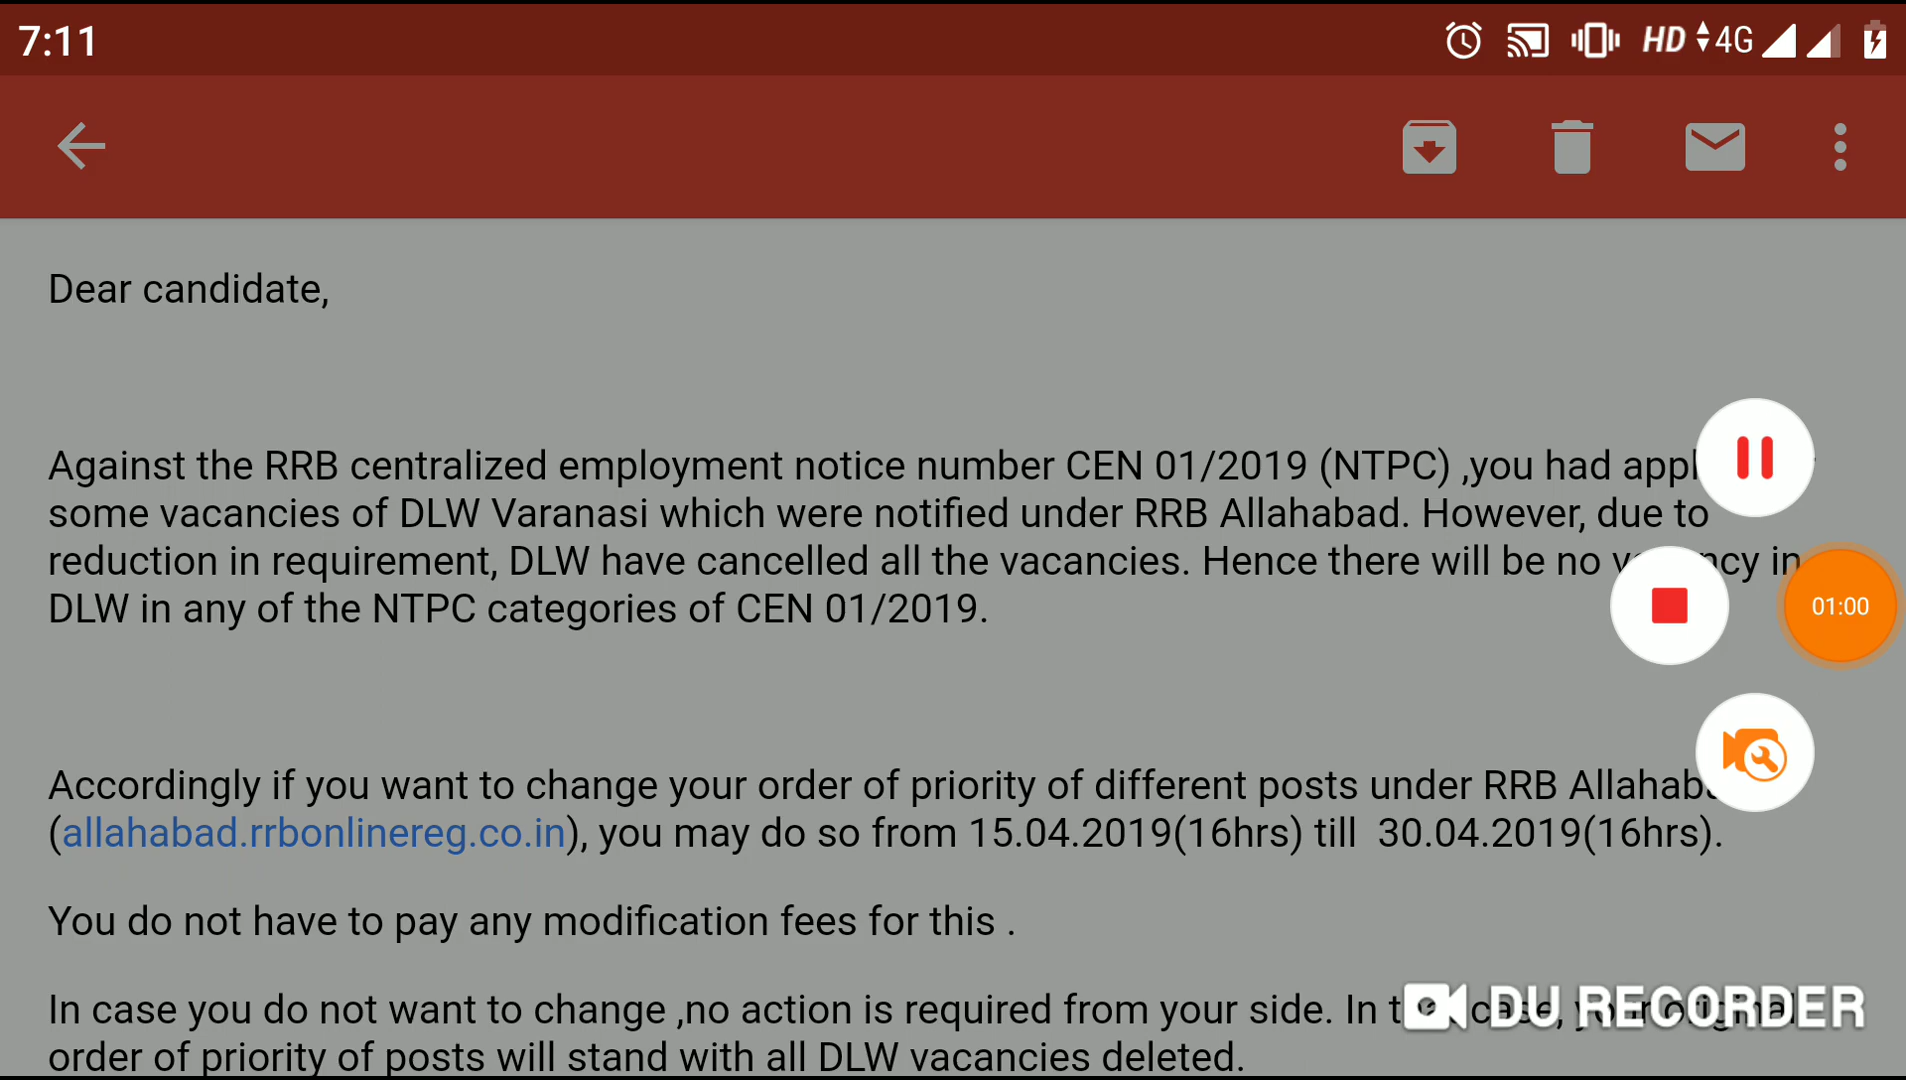 7:11
HD 4G
Dear candidate,
Against the RRB centralized employment notice number CEN 01/2019 (NTPC) ,you had
some vacancies of DLW Varanasi which were notified under RRB Allahabad. However, due to
reduction in requirement, DLW have cancelled all the vacancies. Hence there will be no in
DLW in any of the NTPC categories of CEN 01/2019.
01:00
Accordingly if you want to change your order of priority of different posts under RRB
(allahabad.rrbonlinereg.co.in), you may do so from 15.04.2019(16hrs) till 30.04.2019(16hrs).
You do not have to pay any modification fees for this .
In case you do not want to change ,no action is required from your side. In
DU RECORDER
order of priority of posts will stand with all DLW vacancies deleted.